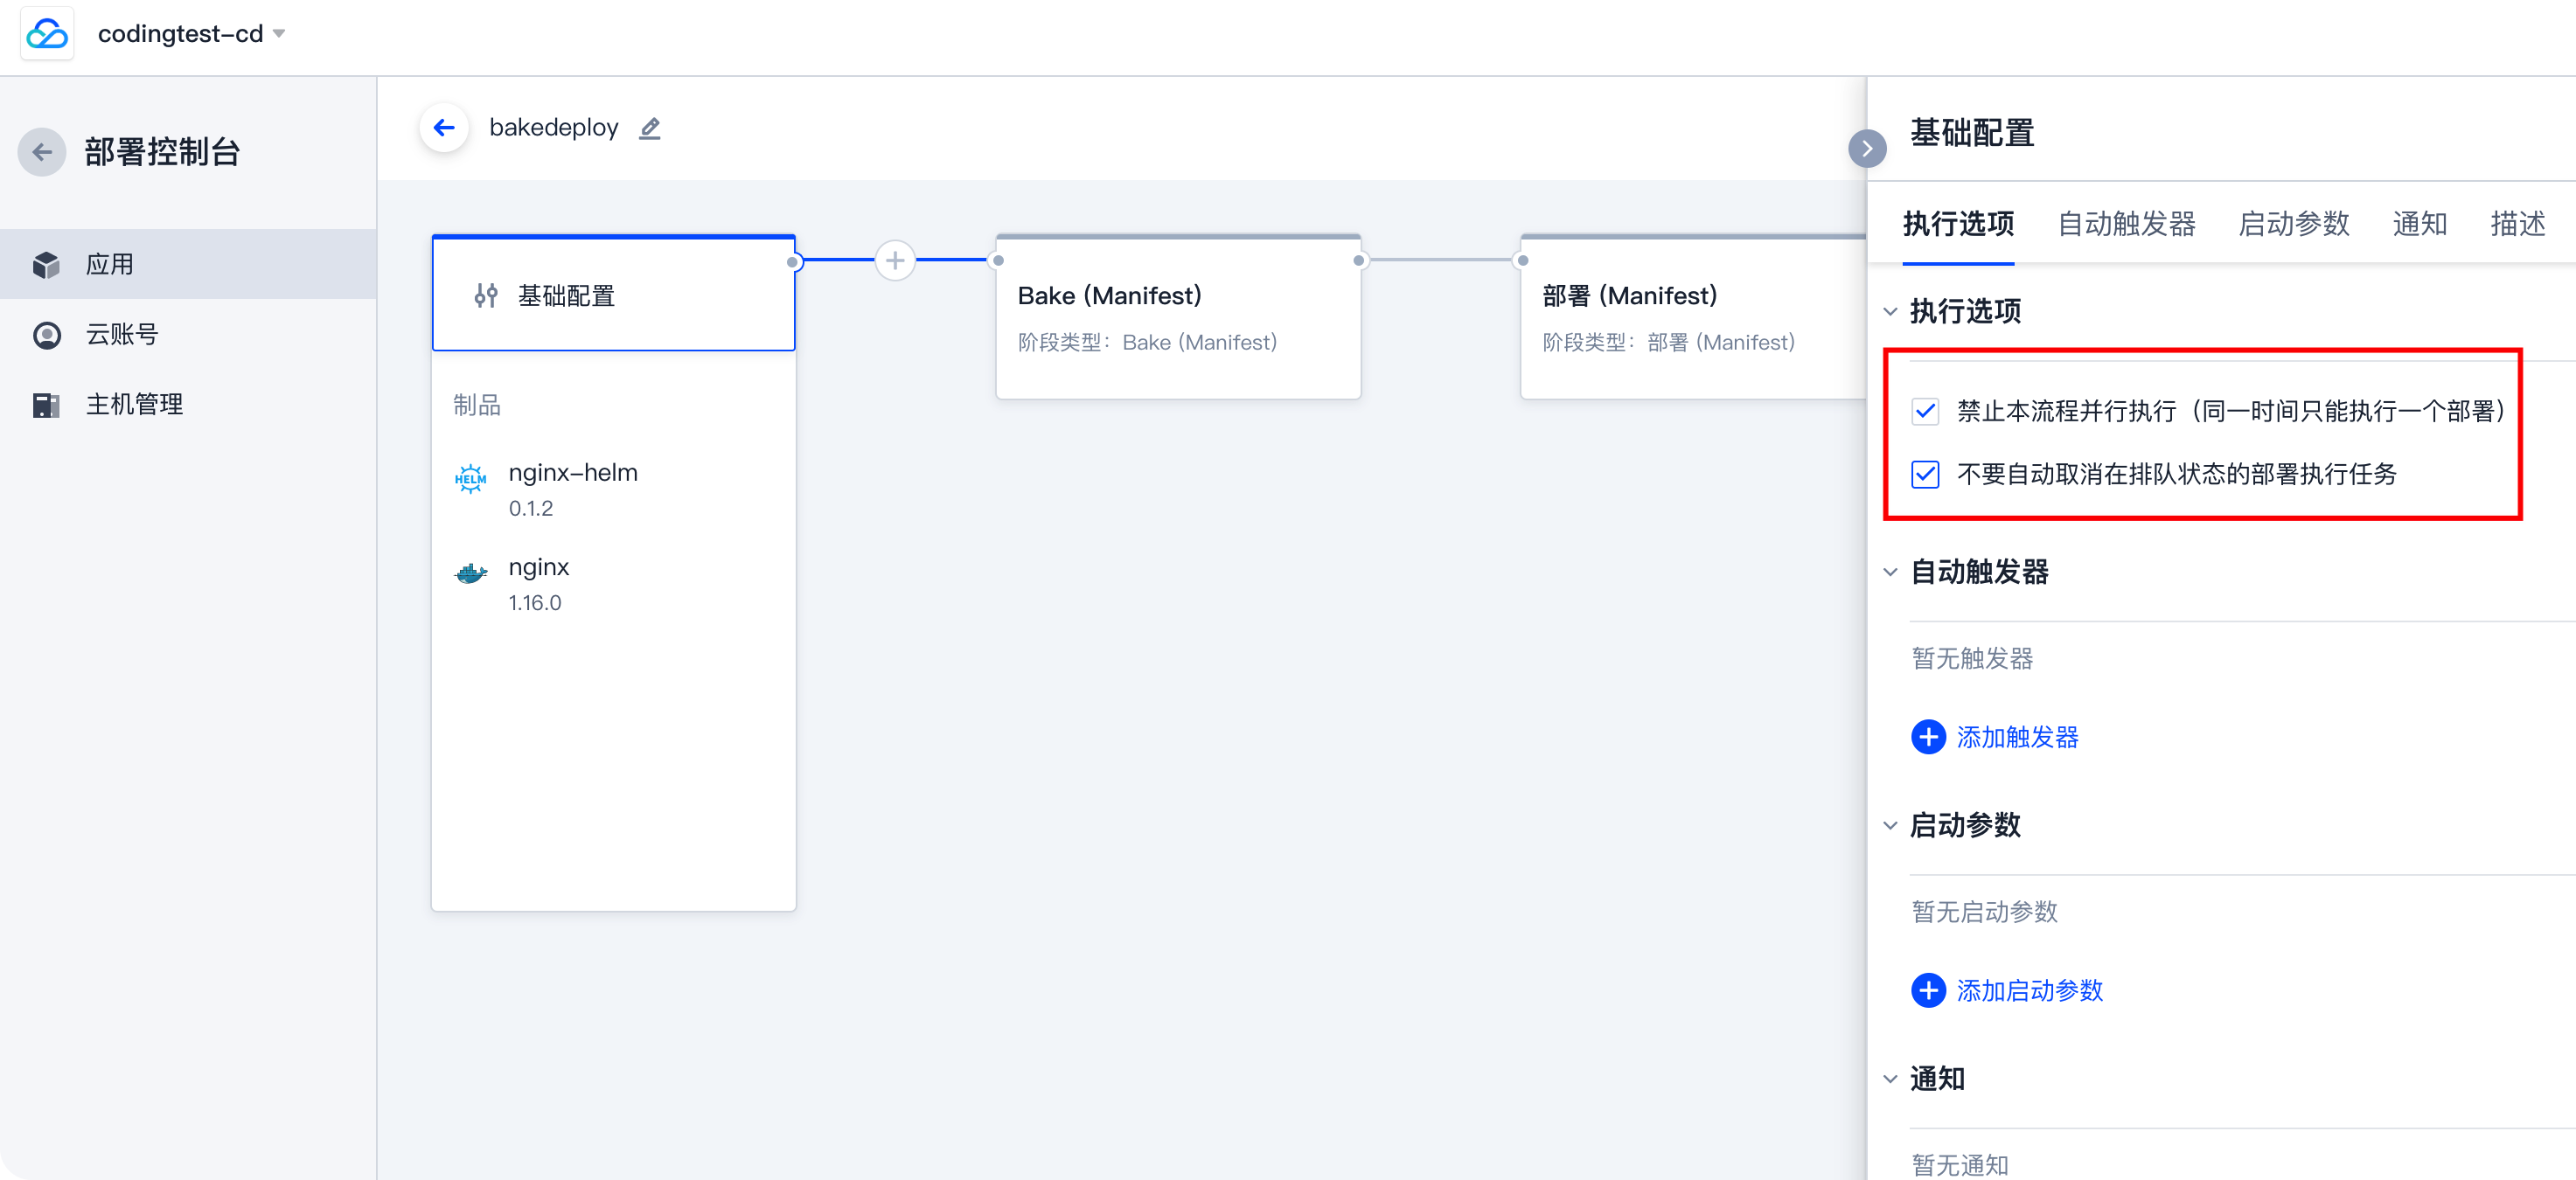 codingtest-cd
部署控制台
应用
云账号
主机管理
bakedeploy
基础配置
制品
HELM
nginx-helm
0.1.2
nginx
1.16.0
Bake (Manifest)
阶段类型：Bake (Manifest)
部署 (Manifest)
阶段类型：部署 (Manifest)
基础配置
执行选项 自动触发器 启动参数 通知 描述
执行选项
禁止本流程并行执行（同一时间只能执行一个部署）
不要自动取消在排队状态的部署执行任务
自动触发器
暂无触发器
添加触发器
启动参数
暂无启动参数
添加启动参数
通知
暂无通知